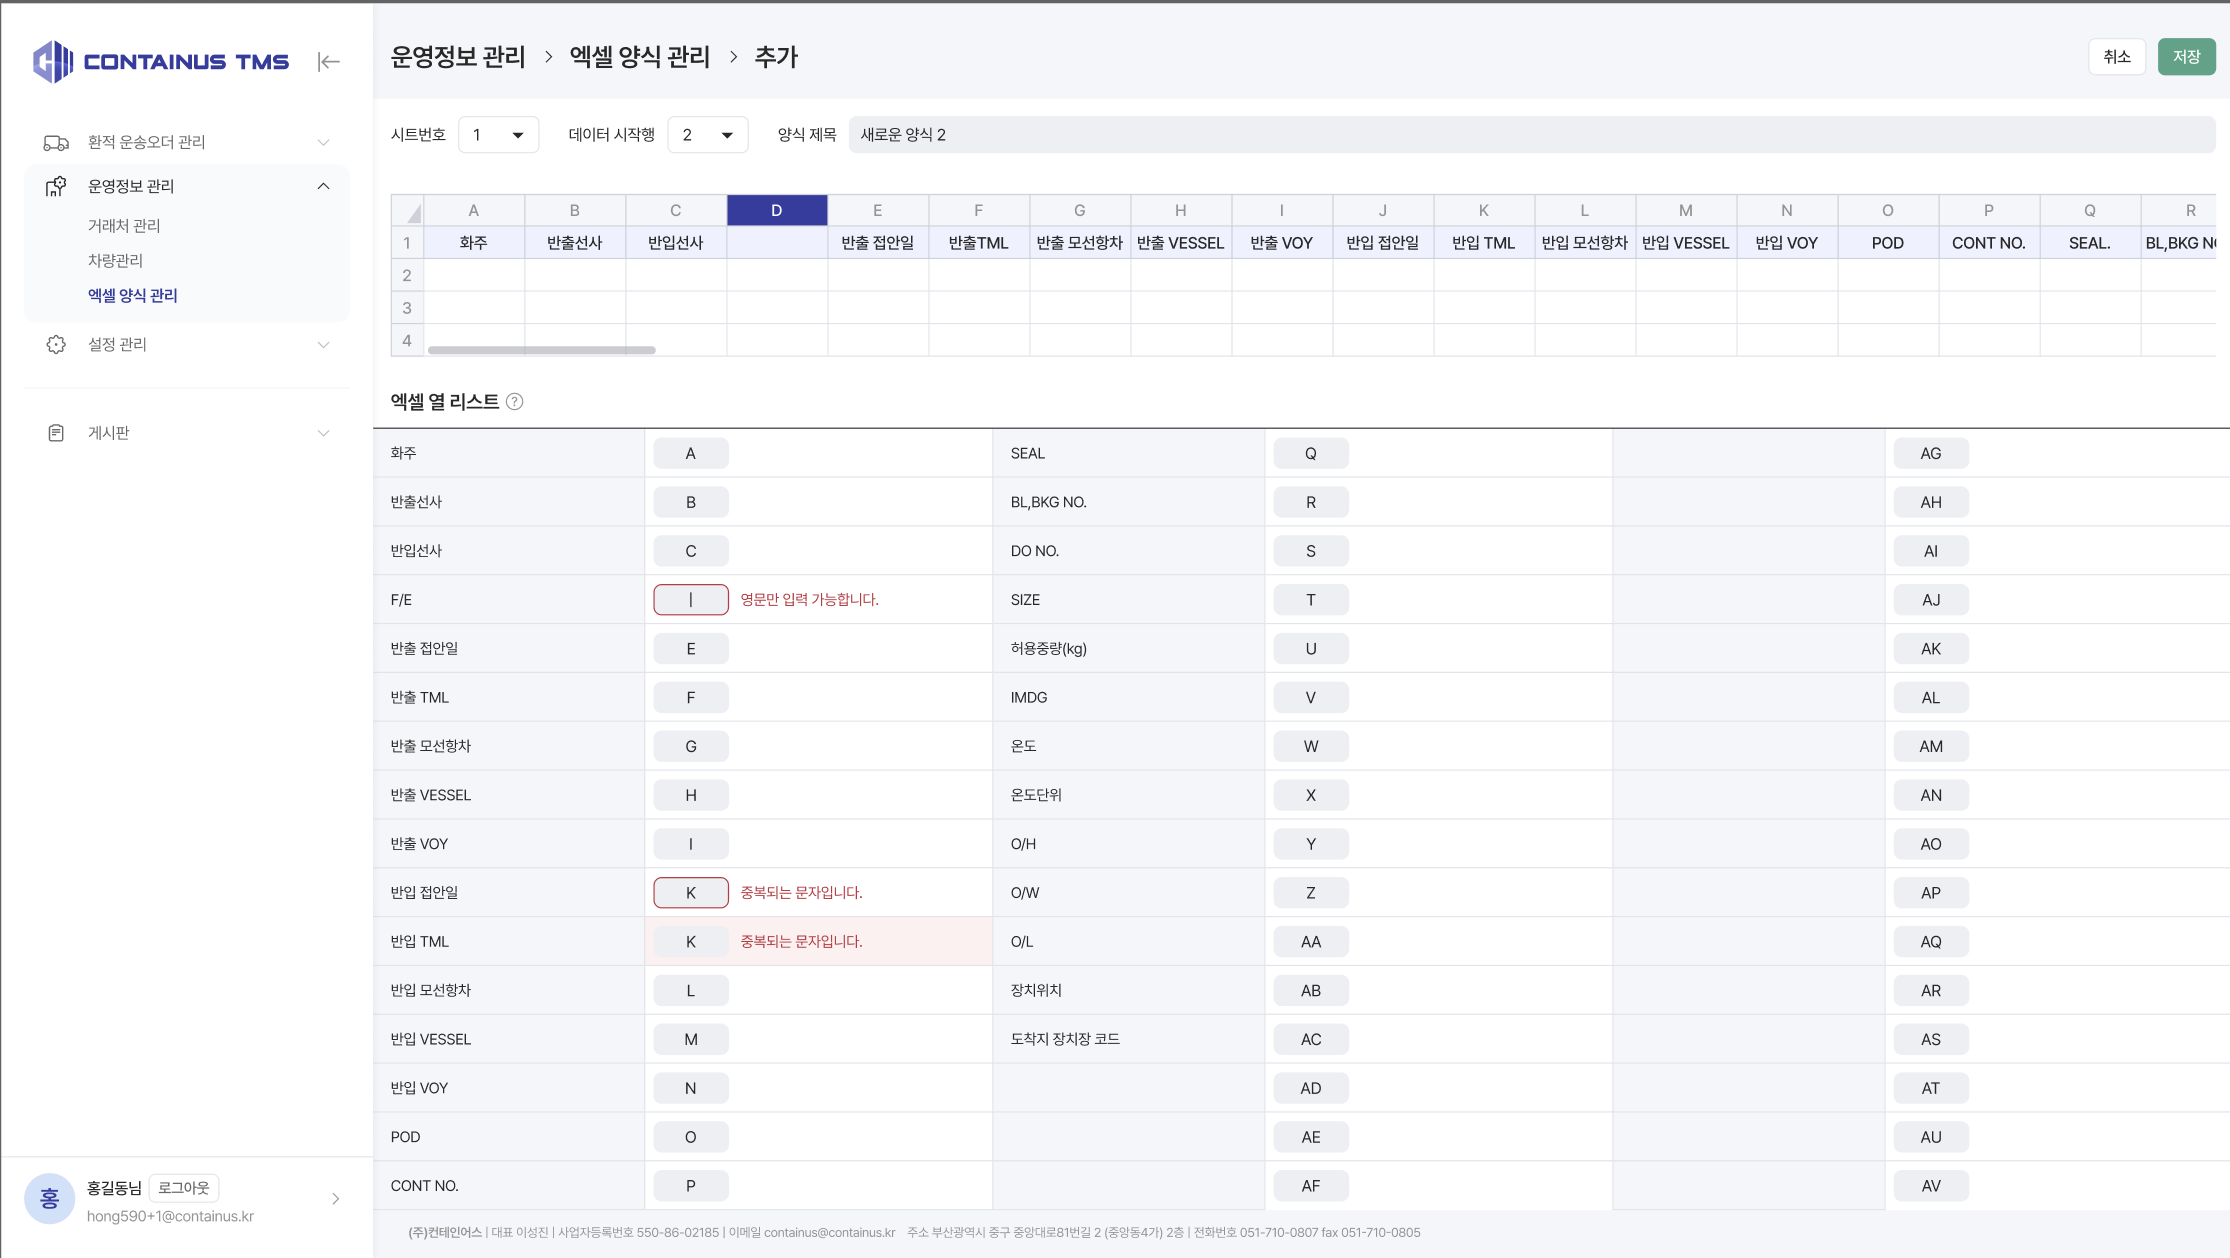 CONTAINUS TMS
환적 운송오더 관리
운영정보 관리
거래처 관리
차량관리
엑셀 양식 관리
설정 관리
게시판
홍
홍길동님 로그아웃
hong590+1@containus.kr
운영정보 관리 > 엑셀 양식 관리 > 추가
취소 저장
시트번호 1 데이터 시작행 2 양식 제목 새로운 양식 2
A B C D E F G H I J K L M N O P Q R
1 화주 반출선사 반입선사 반출 접안일 반출TML 반출 모선항차 반출 VESSEL 반출 VOY 반입 접안일 반입 TML 반입 모선항차 반입 VESSEL 반입 VOY POD CONT NO. SEAL. BL,BKG
2
3
4
엑셀 열 리스트 ?
화주 A SEAL Q AG
반출선사 B BL,BKG NO. R AH
반입선사 C DO NO. S AI
F/E | 영문만 입력 가능합니다. SIZE T AJ
반출 접안일 E 허용중량(kg) U AK
반출 TML F IMDG V AL
반출 모선항차 G 온도 W AM
반출 VESSEL H 온도단위 X AN
반출 VOY I O/H Y AO
반입 접안일 K 중복되는 문자입니다. O/W Z AP
반입 TML K 중복되는 문자입니다. O/L AA AQ
반입 모선항차 L 장치위치 AB AR
반입 VESSEL M 도착지 장치장 코드 AC AS
반입 VOY N AD AT
POD O AE AU
CONT NO. P AF AV
(주)컨테인어스 | 대표 이성진 | 사업자등록번호 550-86-02185 | 이메일 containus@containus.kr 주소 부산광역시 중구 중앙대로81번길 2 (중앙동4가) 2층 | 전화번호 051-710-0807 fax 051-710-0805